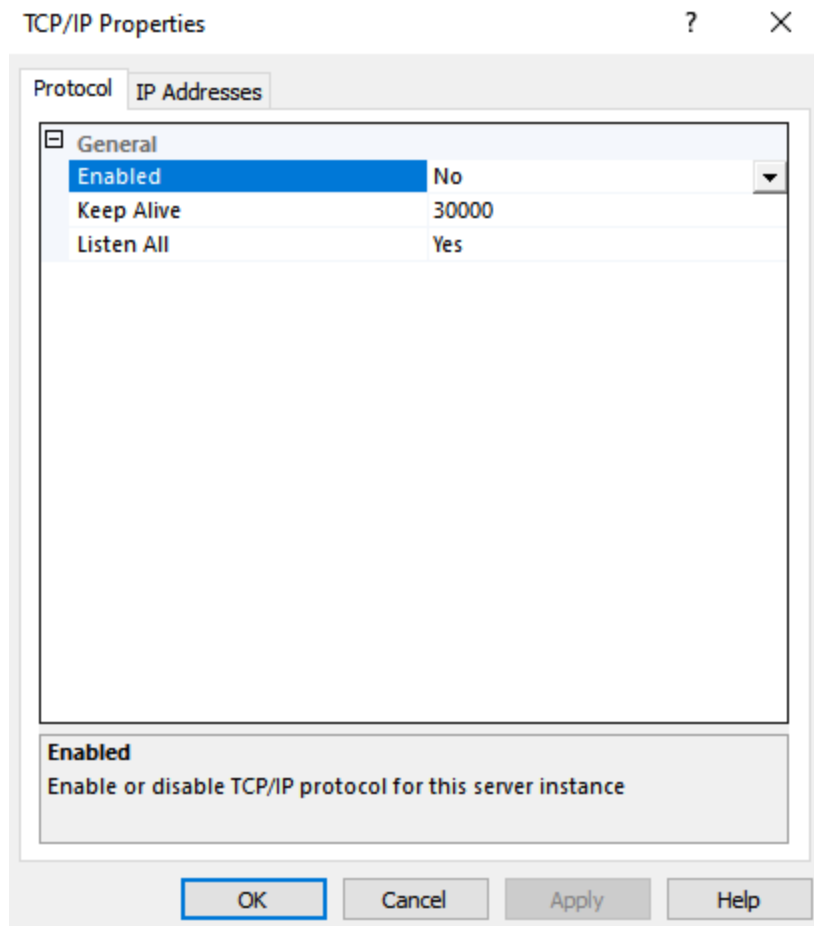 TCP/IP Properties ?
Protocol IP Addresses
General
Enabled No
Keep Alive 30000
Listen All Yes
Enabled
Enable or disable TCP/IP protocol for this server instance
OK Cancel Apply Help